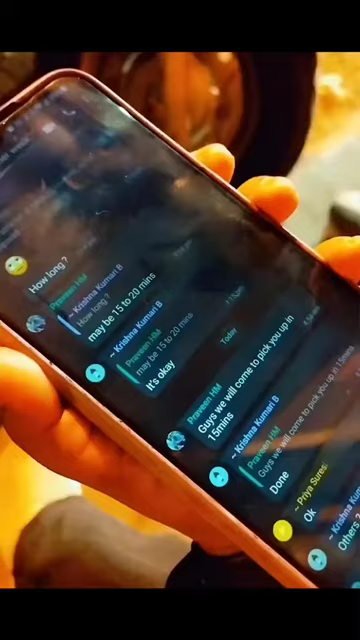 How long ?
Praveen HM
~ Krishna Kumari B
How long ?
may be 15 to 20 mins
~ Krishna Kumari B
Praveen HM
may be 15 to 20 mins
It's okay
Today
Praveen HM
Guys we will come to pick you up in
15mins
~ Krishna Kumari B
Praveen HM
Guys we will come to pick you up in 15mins
Done
~ Priya Suresh
Ok
~ Krishna Kumari
Others ?